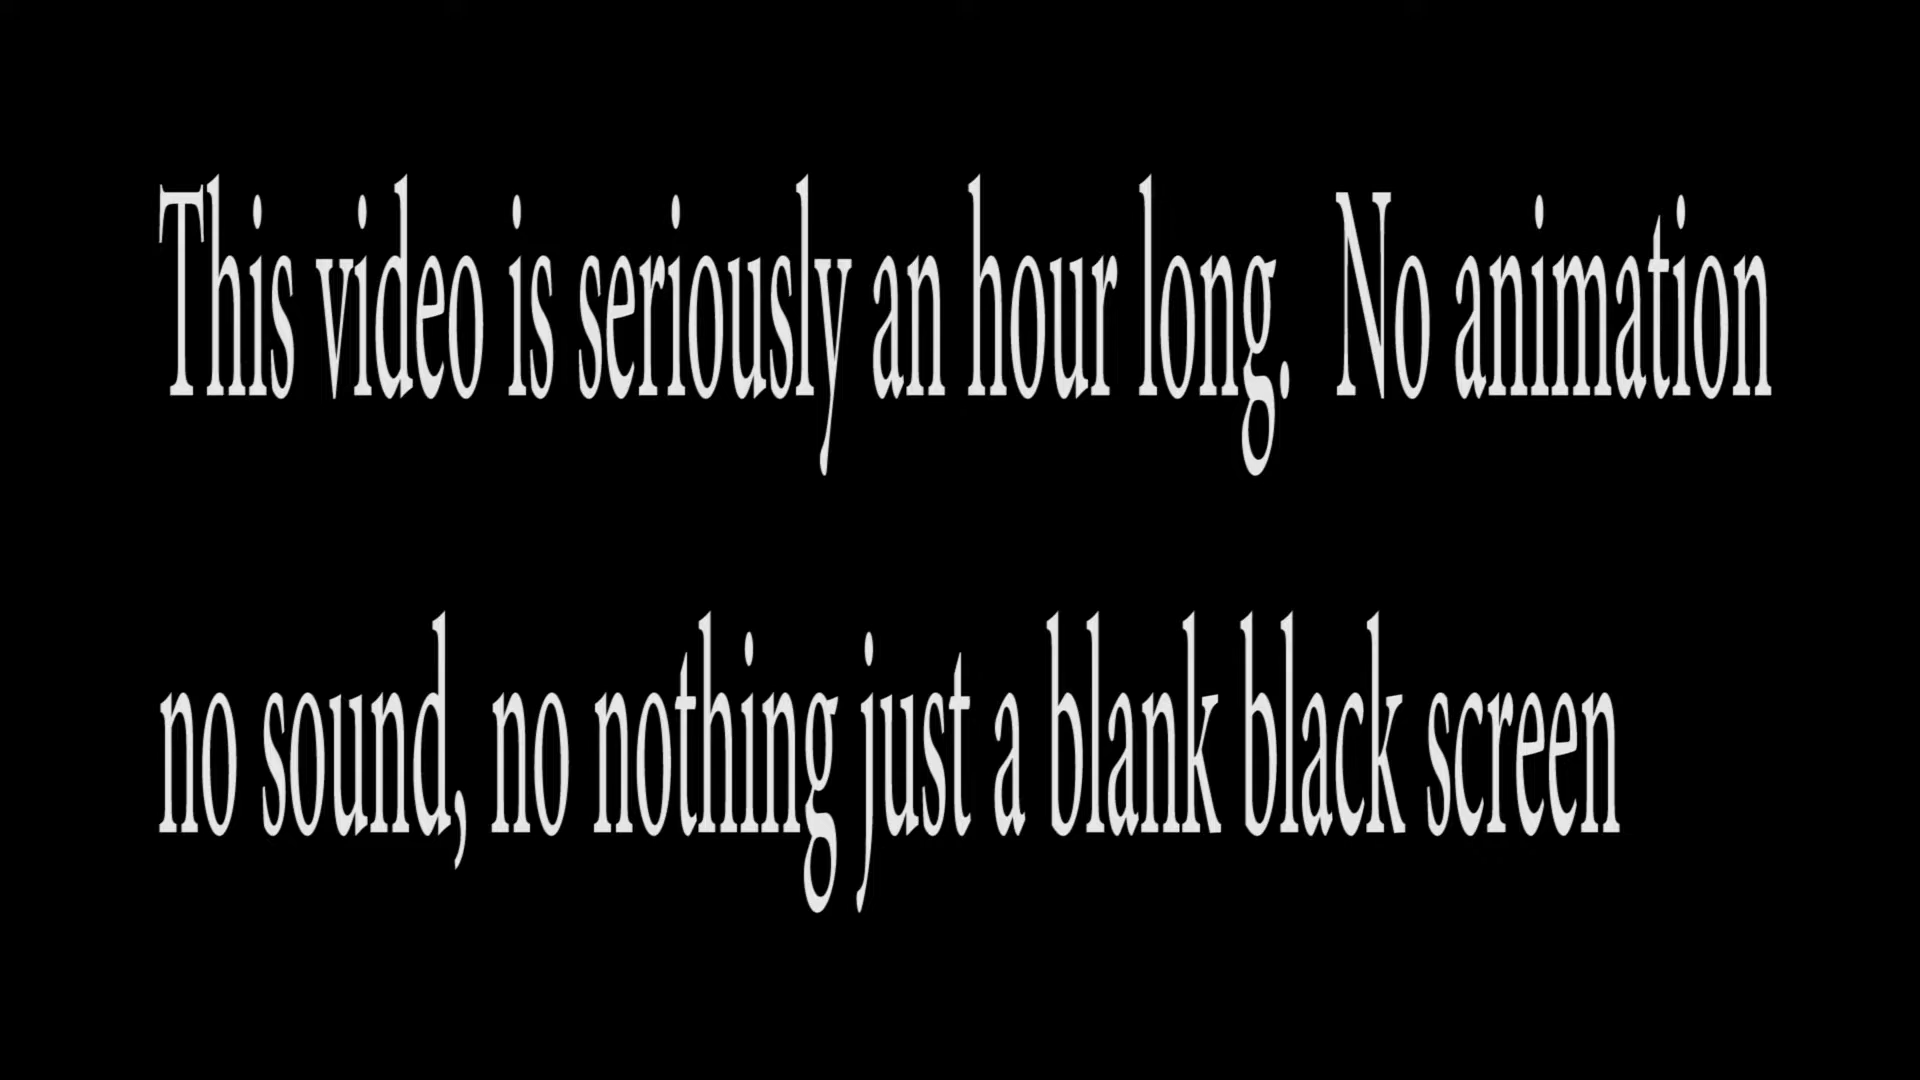 This video is seriously an hour long.  No animation
no sound, no nothing just a blank black screen